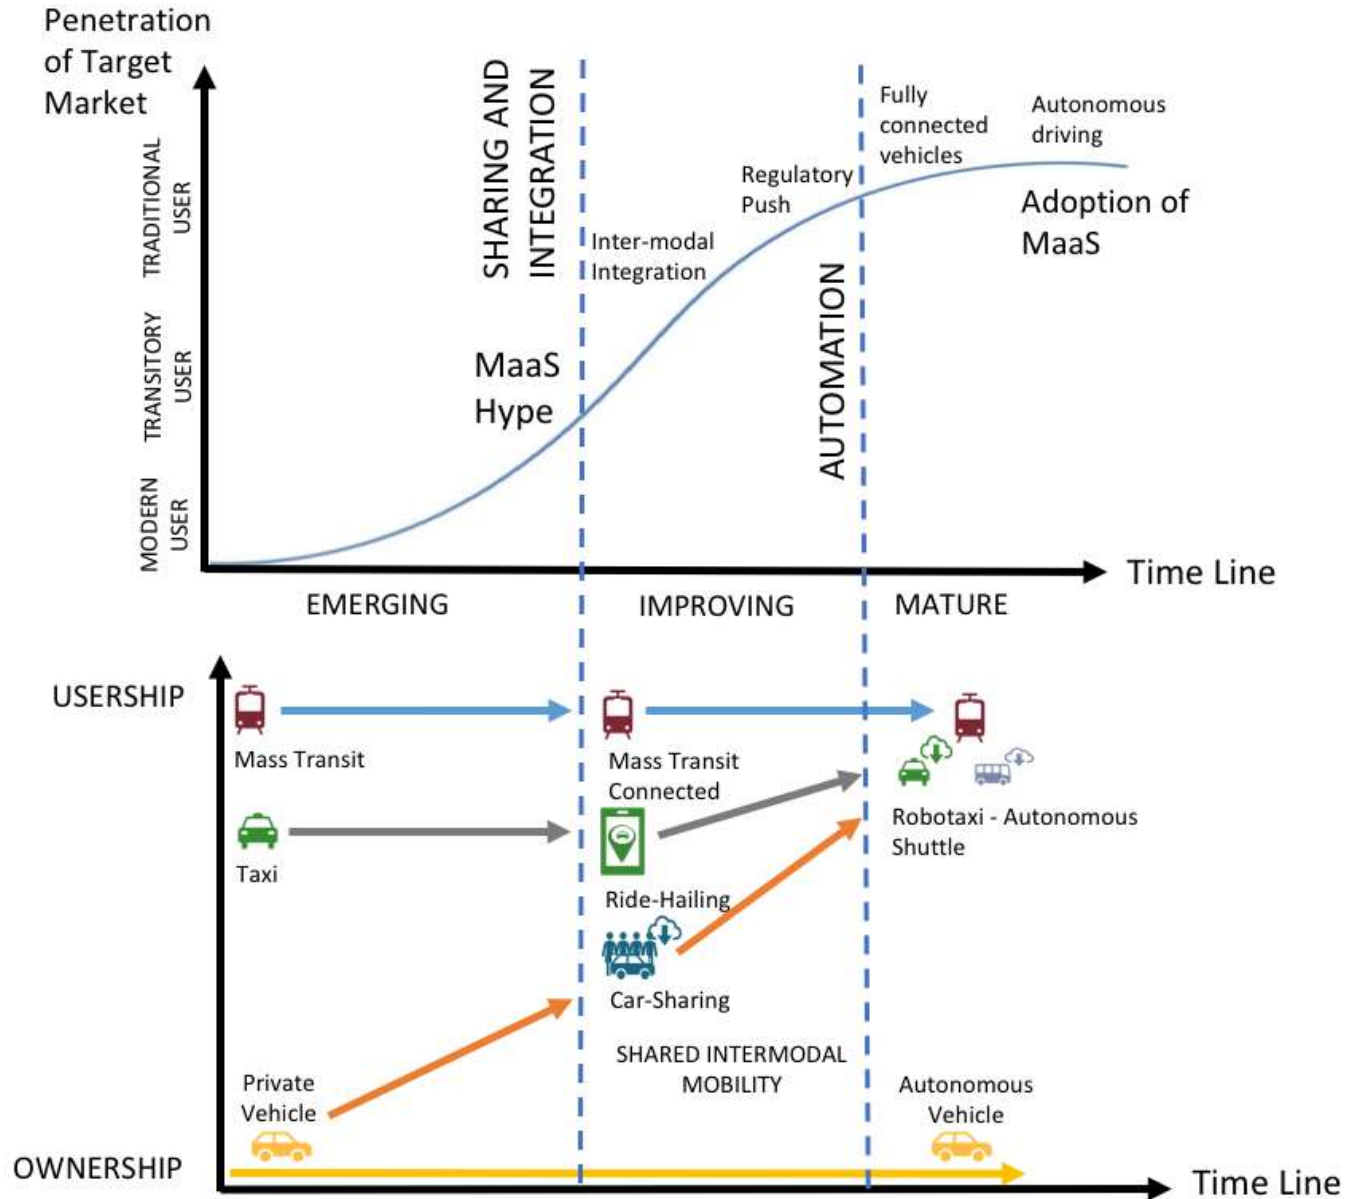 Penetration
of Target
Market
TRADITIONAL
USER
TRANSITORY
USER
MODERN
USER
SHARING AND
INTEGRATION
MaaS
Hype
Inter-modal
Integration
Regulatory
Push
AUTOMATION
Fully
connected
vehicles
Autonomous
driving
Adoption of
MaaS
Time Line
EMERGING
IMPROVING
MATURE
USERSHIP
Mass Transit
Mass Transit
Connected
Taxi
Ride-Hailing
Robotaxi - Autonomous
Shuttle
Car-Sharing
SHARED INTERMODAL
MOBILITY
Private
Vehicle
Autonomous
Vehicle
OWNERSHIP
Time Line